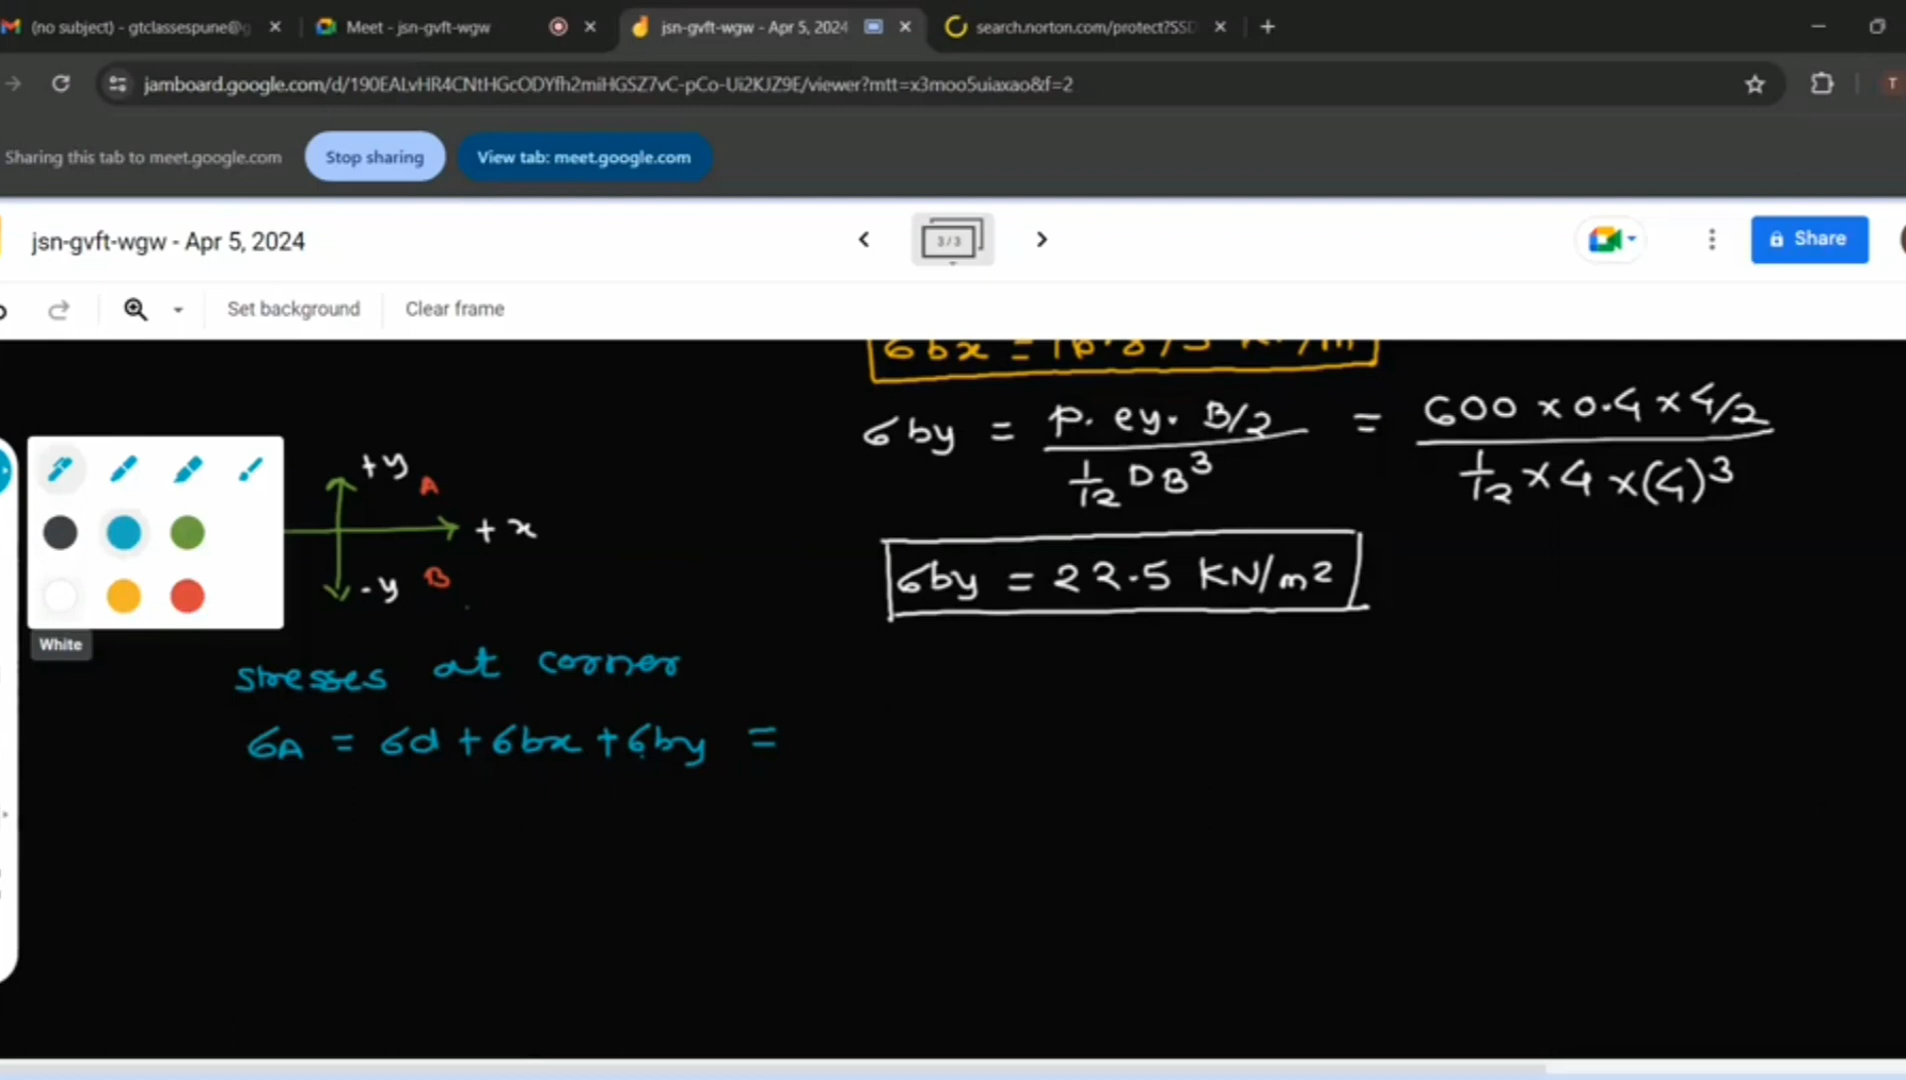 (no subject) - gtclassespune@g
Meet - jsn-gvft-wgw
jsn-gvft-wgw - Apr 5, 2024
search.norton.com/protect?SSD
jamboard.google.com/d/190EALvHR4CNtHGcODYfh2miHGSZ7vC-pCo-Ui2KJZ9E/viewer?mtt=x3moo5uiaxao&f=2
T
Sharing this tab to meet.google.com
Stop sharing
View tab: meet.google.com
jsn-gvft-wgw - Apr 5, 2024
3 / 3
Share
Set background
Clear frame
σby = P. ey. B/2 / 1/12 DB³ = 600 x 0.4 x 4/2 / 1/12 x 4 x (4)³
+y A
+ x
-y B
σby = 22.5 KN/m²
White
stresses at corner
σA = σd + σbx + σby =